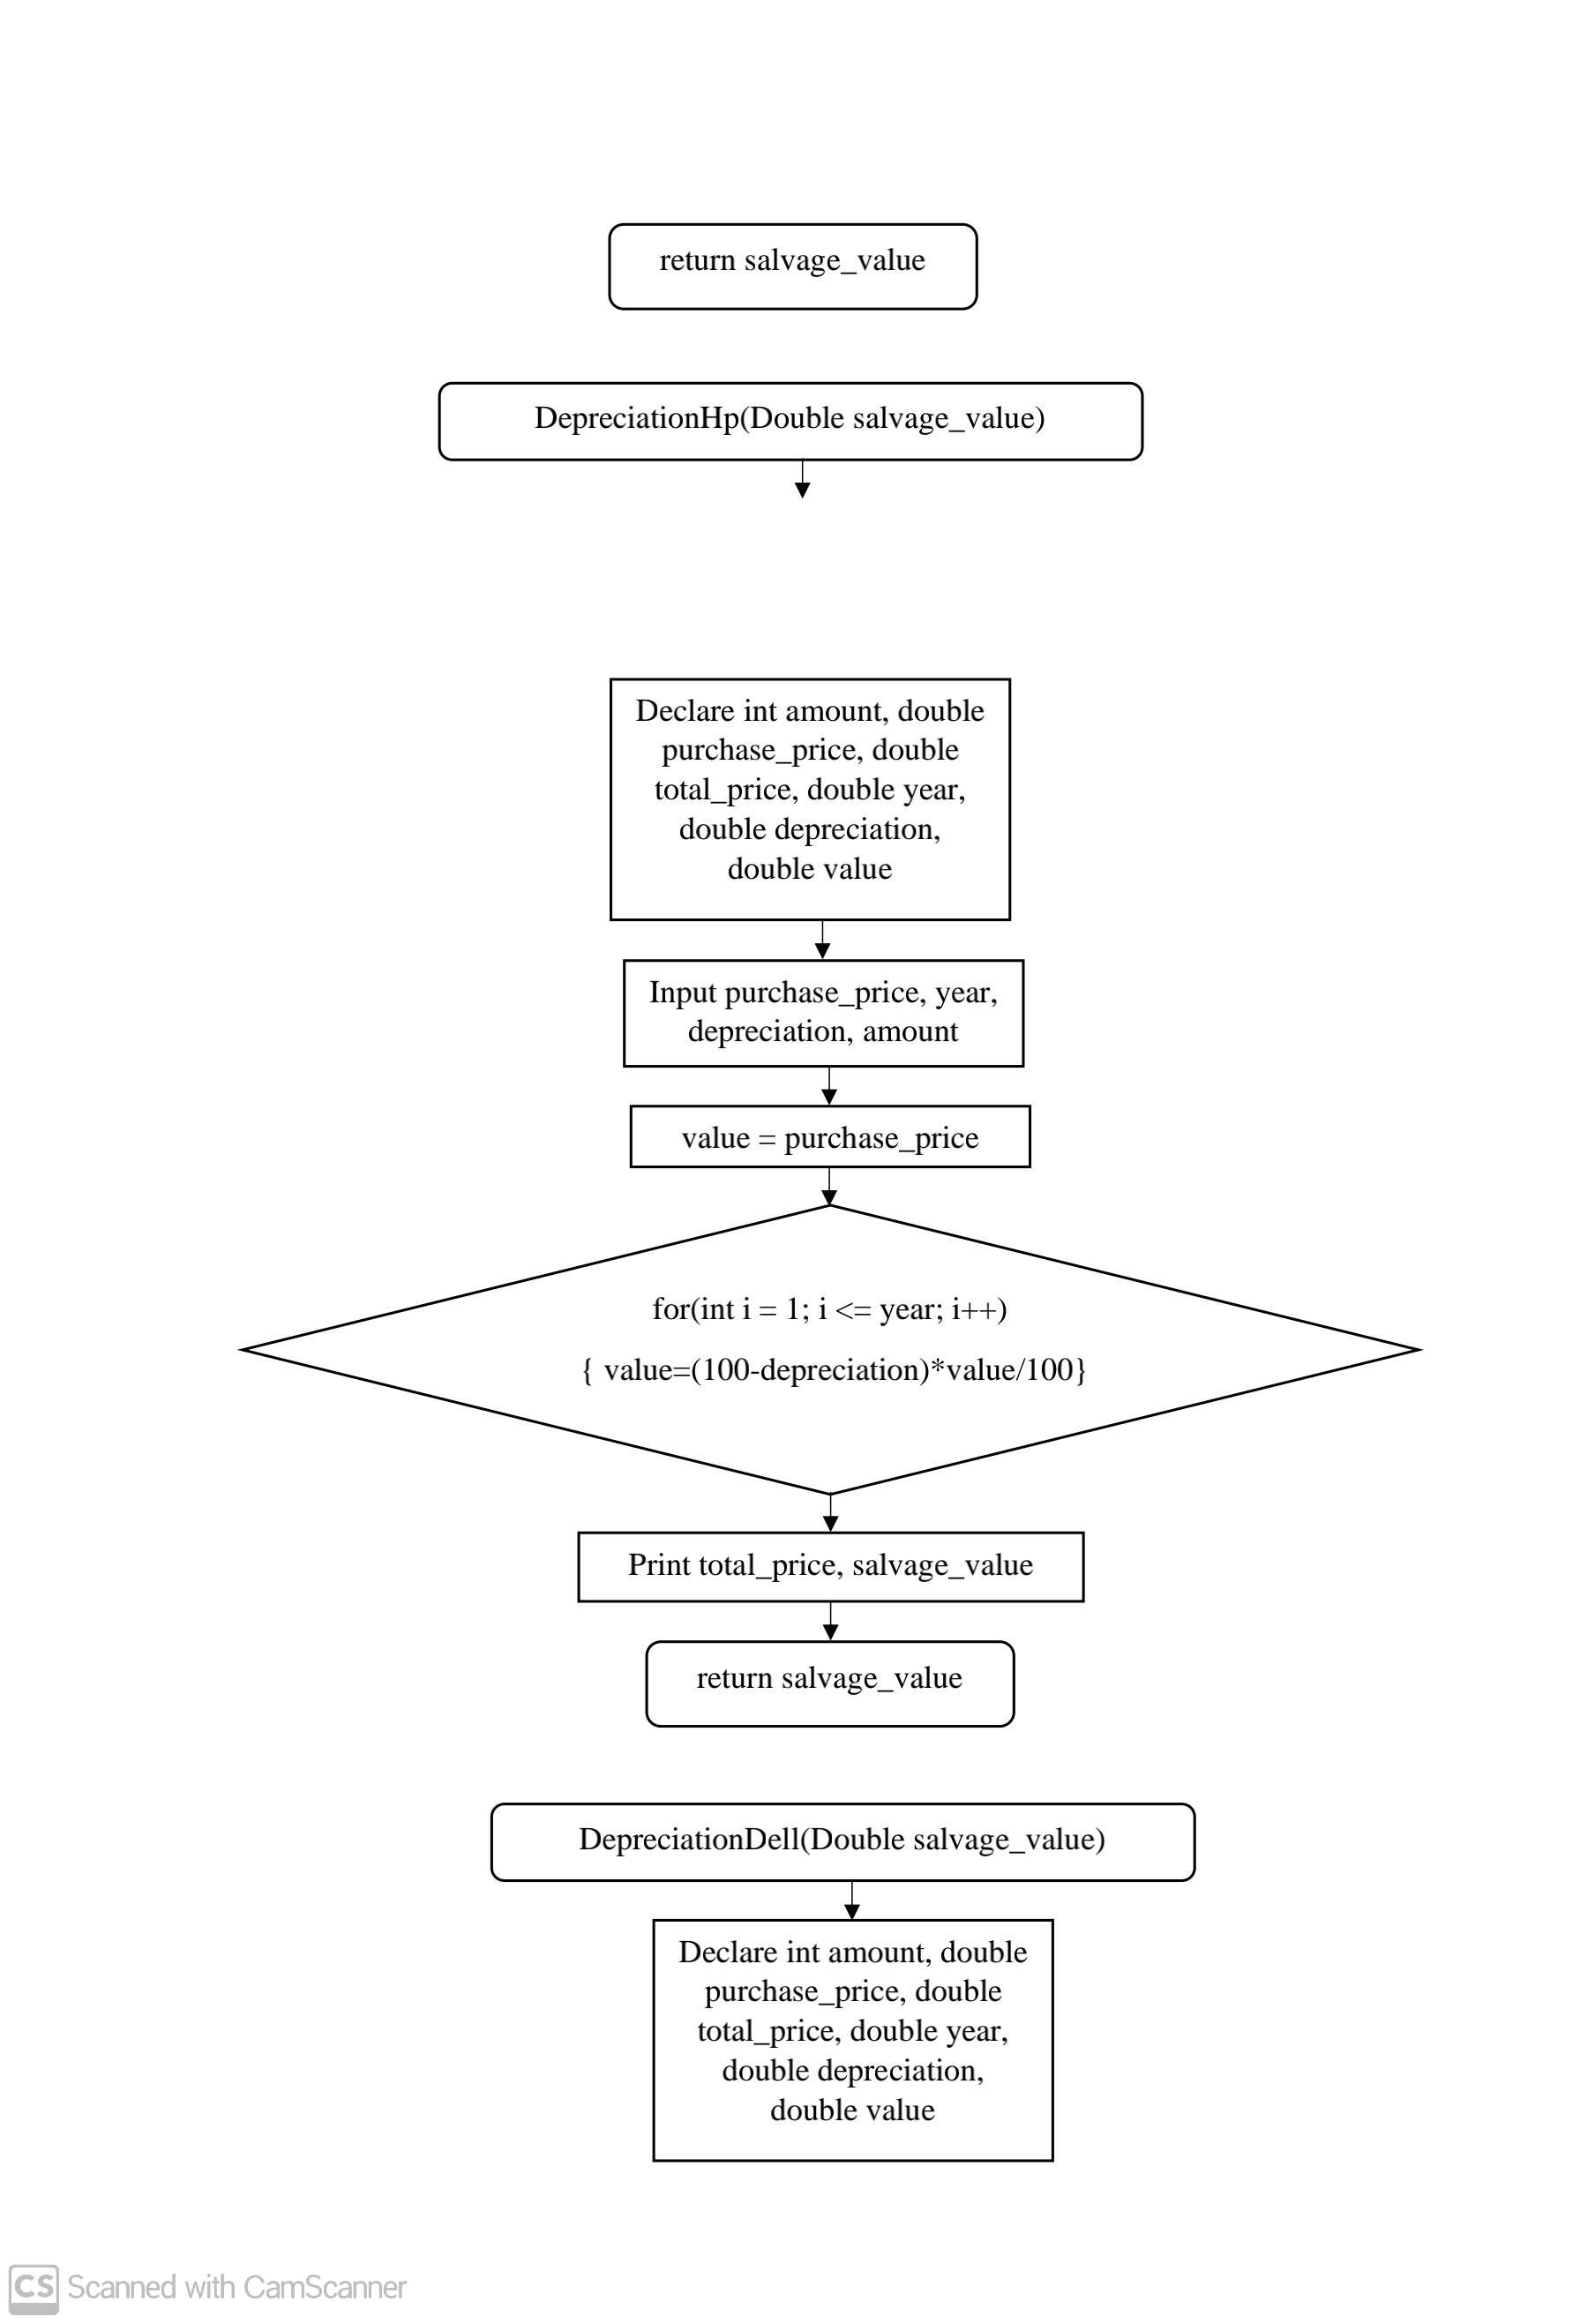 return salvage_value
DepreciationHp(Double salvage_value)
Declare int amount, double
purchase_price, double
total_price, double year,
double depreciation,
double value
Input purchase_price, year,
depreciation, amount
value = purchase_price
for(int i = 1; i <= year; i++)
{ value=(100-depreciation)*value/100}
Print total_price, salvage_value
return salvage_value
DepreciationDell(Double salvage_value)
Declare int amount, double
purchase_price, double
total_price, double year,
double depreciation,
double value
CS Scanned with CamScanner